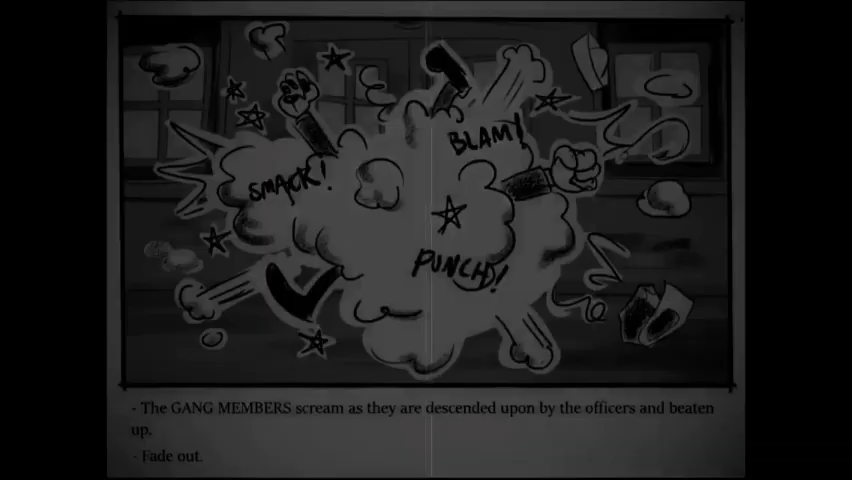 BLAM!
SMACK!
PUNCH!
- The GANG MEMBERS scream as they are descended upon by the officers and beaten
up.
- Fade out.